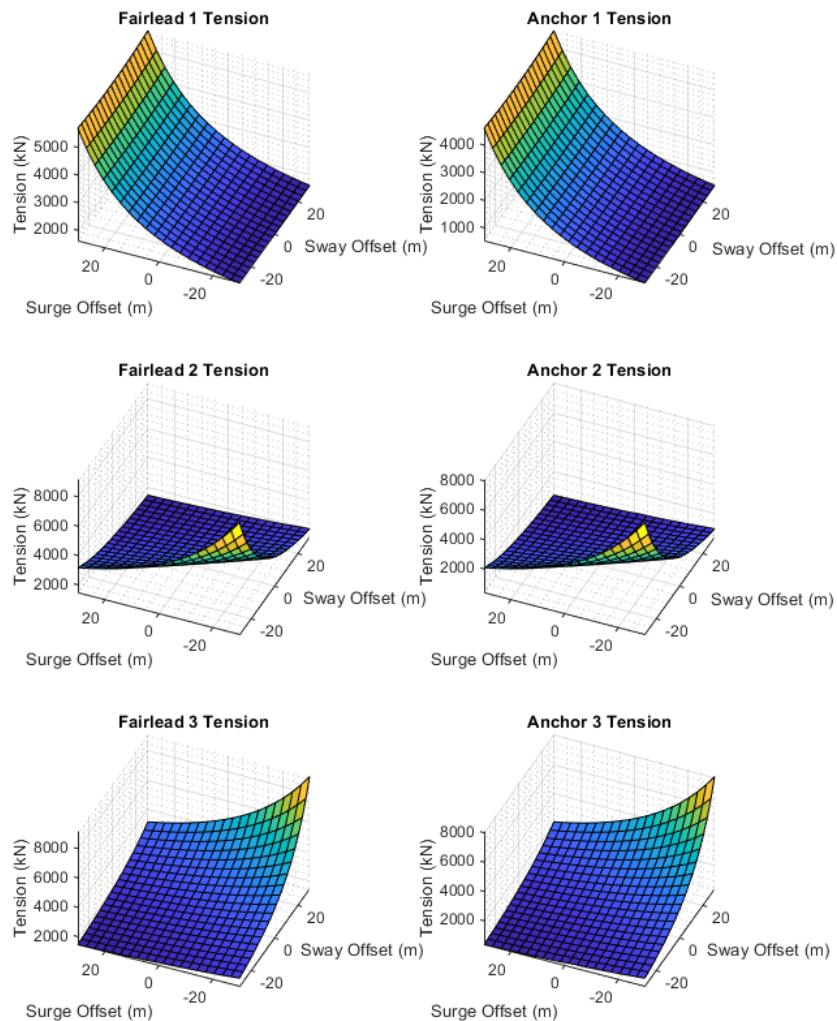 Fairlead 1 Tension
5000
4000
3000
2000
Tension (kN)
20
0
-20
Surge Offset (m)
20
0
-20
Sway Offset (m)
Anchor 1 Tension
4000
3000
2000
1000
Tension (kN)
20
0
-20
Surge Offset (m)
20
0
-20
Sway Offset (m)
Fairlead 2 Tension
8000
6000
4000
2000
Tension (kN)
20
0
-20
Surge Offset (m)
20
0
-20
Sway Offset (m)
Anchor 2 Tension
8000
6000
4000
2000
Tension (kN)
20
0
-20
Surge Offset (m)
20
0
-20
Sway Offset (m)
Fairlead 3 Tension
8000
6000
4000
2000
Tension (kN)
20
0
-20
Surge Offset (m)
20
0
-20
Sway Offset (m)
Anchor 3 Tension
8000
6000
4000
2000
Tension (kN)
20
0
-20
Surge Offset (m)
20
0
-20
Sway Offset (m)